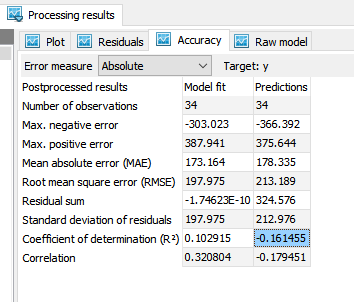 Processing results
Plot Residuals Accuracy Raw model
Error measure Absolute Target: y
Postprocessed results Model fit Predictions
Number of observations 34 34
Max. negative error -303.023 -366.392
Max. positive error 387.941 375.644
Mean absolute error (MAE) 173.164 178.335
Root mean square error (RMSE) 197.975 213.189
Residual sum -1.74623E-10 324.576
Standard deviation of residuals 197.975 212.976
Coefficient of determination (R²) 0.102915 -0.161455
Correlation 0.320804 -0.179451